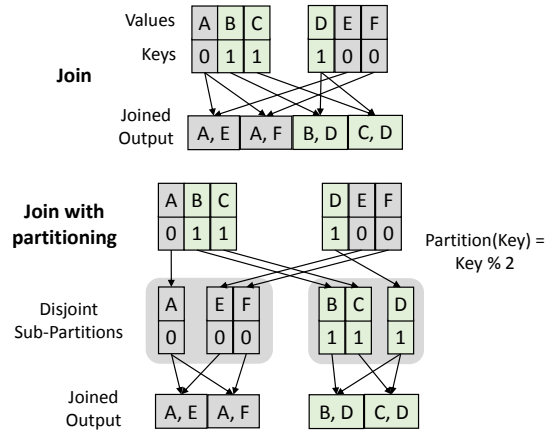 Values A B C D E F
Join
Keys 0 1 1 1 0 0
Joined
Output
A, E A, F B, D C, D
Join with
partitioning
A B C D E F
0 1 1 1 0 0
Partition(Key) =
Key % 2
Disjoint
Sub-Partitions
A E F B C D
0 0 0 1 1 1
Joined
Output
A, E A, F B, D C, D